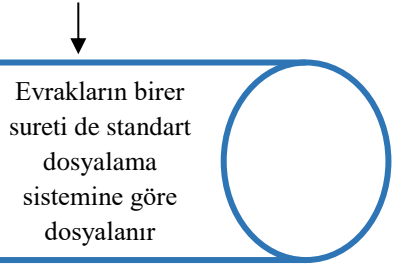 Evrakların birer
sureti de standart
dosyalama
sistemine göre
dosyalanır